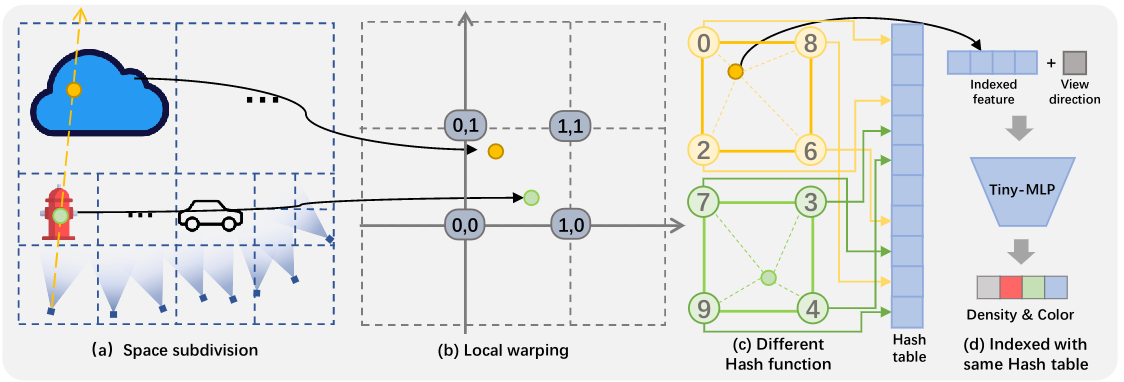 0,1
1,1
0,0
1,0
0
8
2
6
7
3
9
4
Indexed
feature
+
View
direction
Tiny-MLP
Density & Color
Hash
table
(a) Space subdivision
(b) Local warping
(c) Different
Hash function
(d) Indexed with
same Hash table